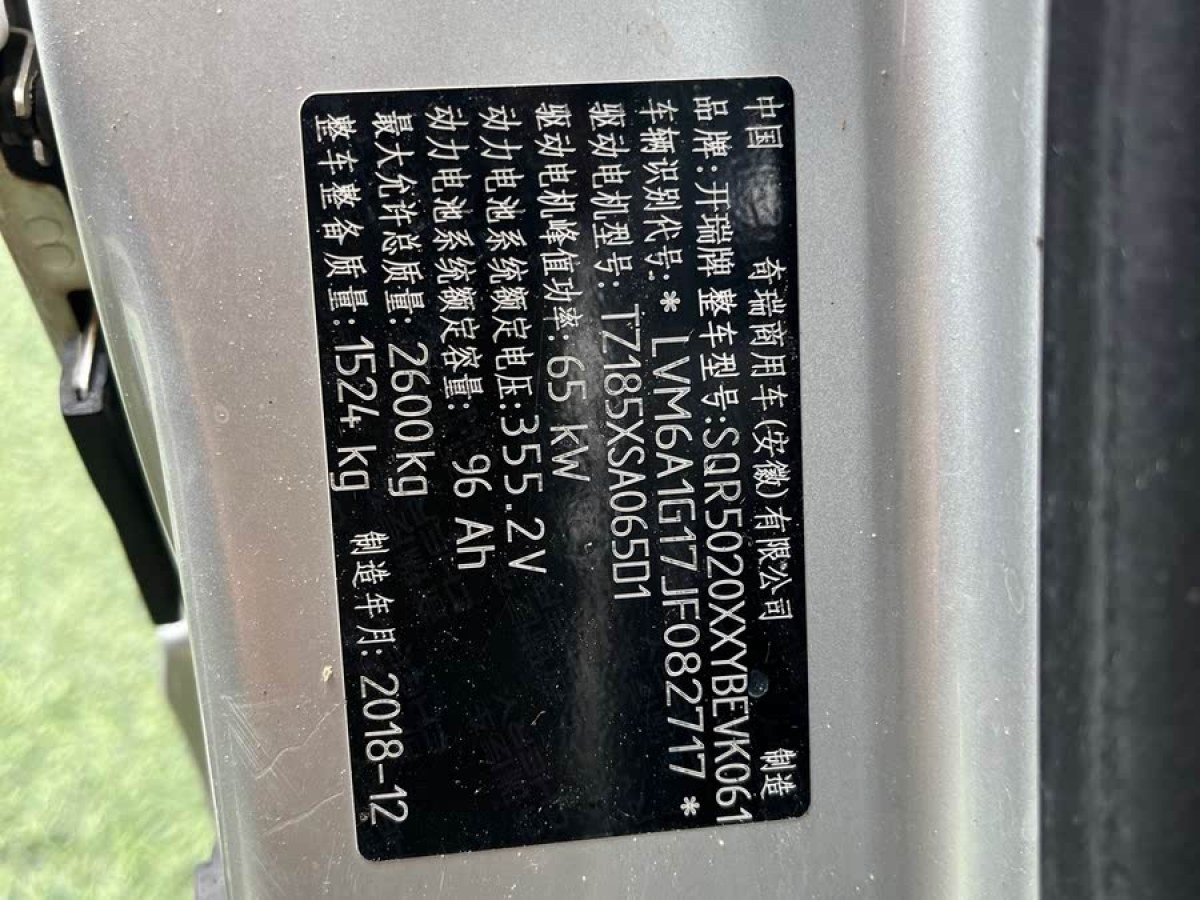 中国 奇瑞商用车(安徽)有限公司 制造
品牌:开瑞牌 整车型号:SQR5020XXYBEVK061
车辆识别代号:*LVM6A1G17JF082717*
驱动电机型号:TZ185XSA065D1
驱动电机峰值功率:65 kW
动力电池系统额定电压:355.2V
动力电池系统额定容量: 96 Ah
最大允许总质量:2600kg
整车整备质量:1524 kg 制造年月:2018-12